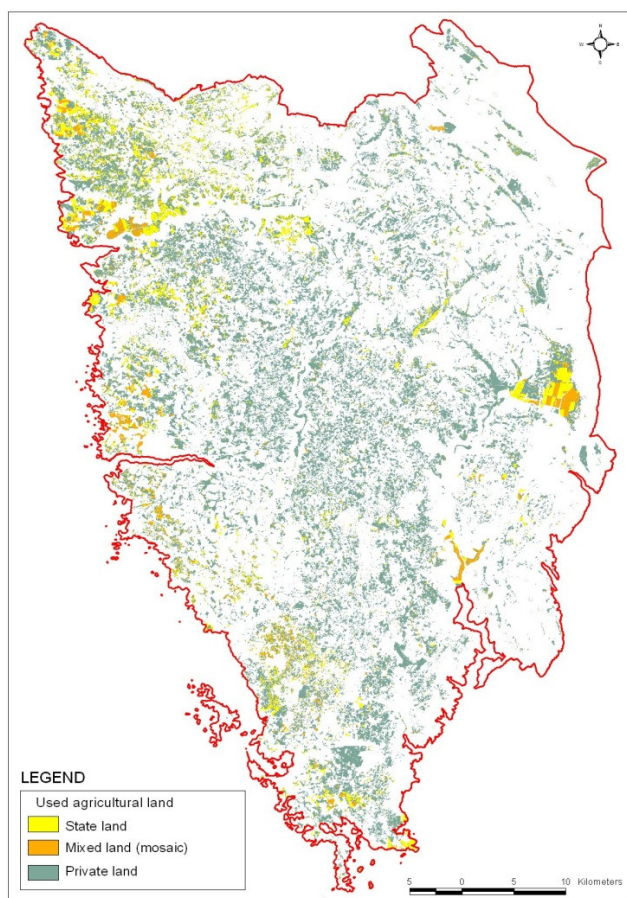 N
W E
S
LEGEND
Used agricultural land
State land
Mixed land (mosaic)
Private land
5 0 5 10 Kilometers